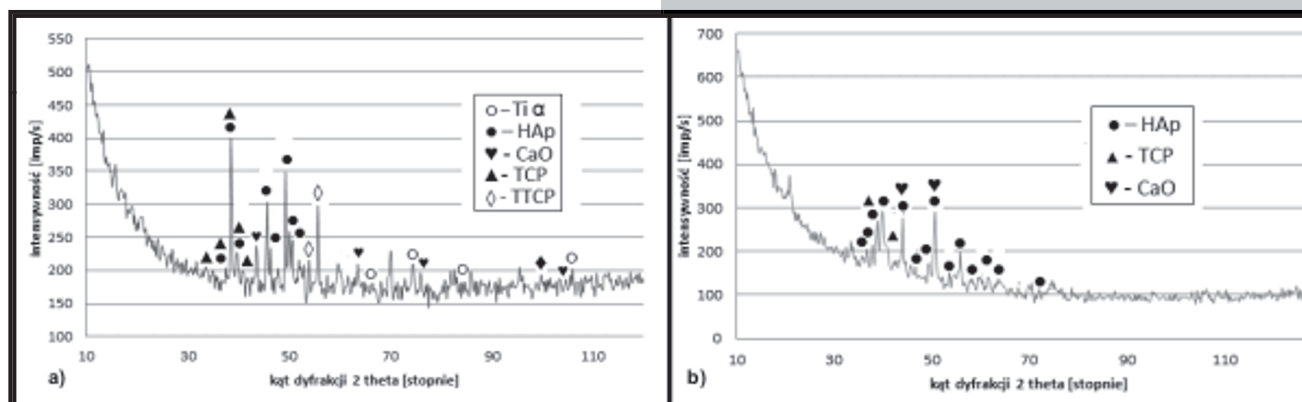 550
500
450
400
350
300
250
200
150
100
intensywność [imp/s]
10 30 50 70 90 110
kąt dyfrakcji 2 theta [stopnie]
a)
○ – Ti α
● – HAp
♥ – CaO
▲ – TCP
◊ – TTCP
700
600
500
400
300
200
100
0
intensywność [imp/s]
10 30 50 70 90 110
kąt dyfrakcji 2 theta [stopnie]
b)
● – HAp
▲ - TCP
♥ - CaO